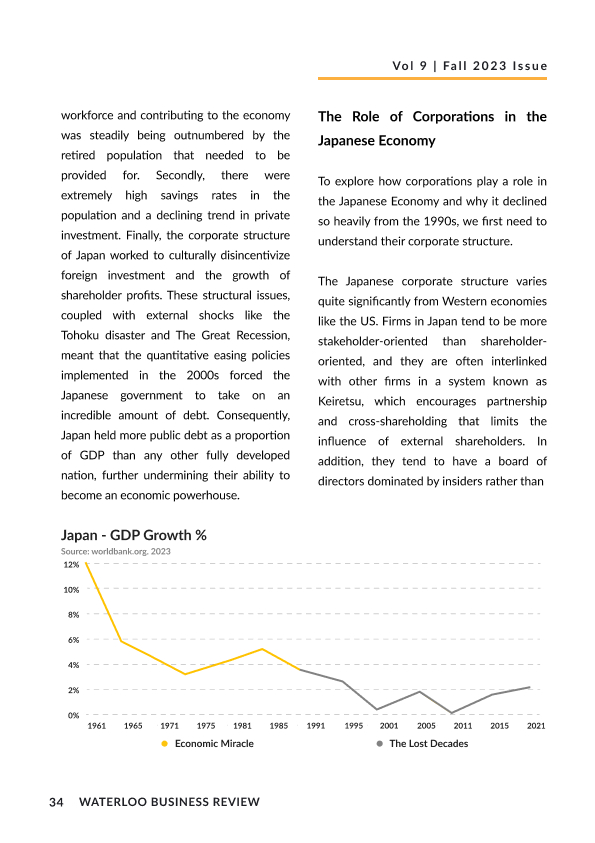 Vol 9 | Fall 2023 Issue
workforce and contributing to the economy
was steadily being outnumbered by the
retired population that needed to be
provided for. Secondly, there were
extremely high savings rates in the
population and a declining trend in private
investment. Finally, the corporate structure
of Japan worked to culturally disincentivize
foreign investment and the growth of
shareholder profits. These structural issues,
coupled with external shocks like the
Tohoku disaster and The Great Recession,
meant that the quantitative easing policies
implemented in the 2000s forced the
Japanese government to take on an
incredible amount of debt. Consequently,
Japan held more public debt as a proportion
of GDP than any other fully developed
nation, further undermining their ability to
become an economic powerhouse.
The Role of Corporations in the
Japanese Economy
To explore how corporations play a role in
the Japanese Economy and why it declined
so heavily from the 1990s, we first need to
understand their corporate structure.
The Japanese corporate structure varies
quite significantly from Western economies
like the US. Firms in Japan tend to be more
stakeholder-oriented than shareholder-
oriented, and they are often interlinked
with other firms in a system known as
Keiretsu, which encourages partnership
and cross-shareholding that limits the
influence of external shareholders. In
addition, they tend to have a board of
directors dominated by insiders rather than
Japan - GDP Growth %
Source: worldbank.org. 2023
12%
10%
8%
6%
4%
2%
0%
1961 1965 1971 1975 1981 1985 1991 1995 2001 2005 2011 2015 2021
Economic Miracle The Lost Decades
34 WATERLOO BUSINESS REVIEW